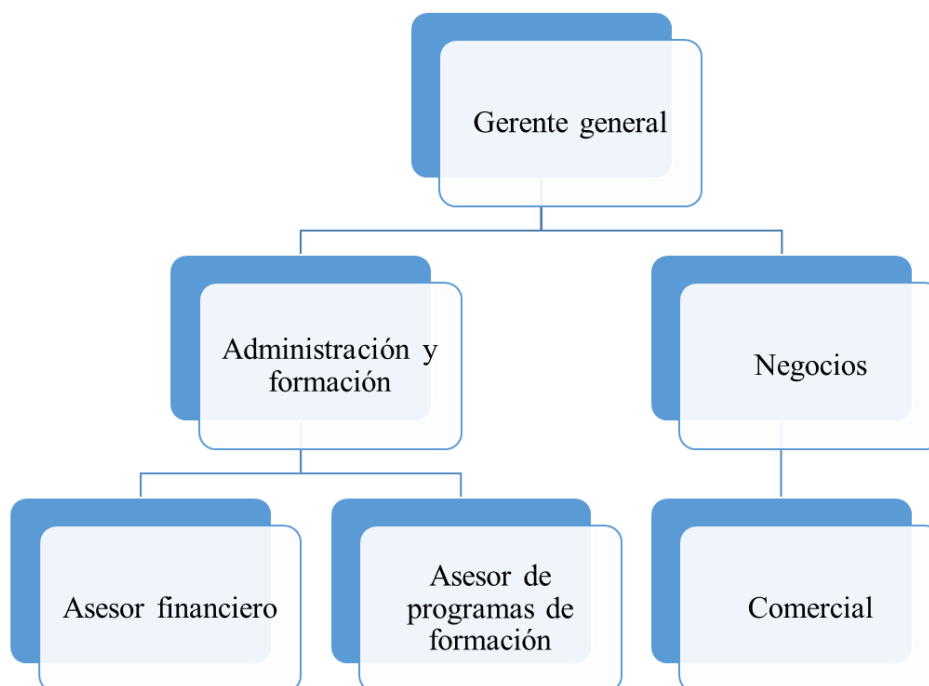 Gerente general
Administración y
formación
Negocios
Asesor financiero
Asesor de
programas de
formación
Comercial